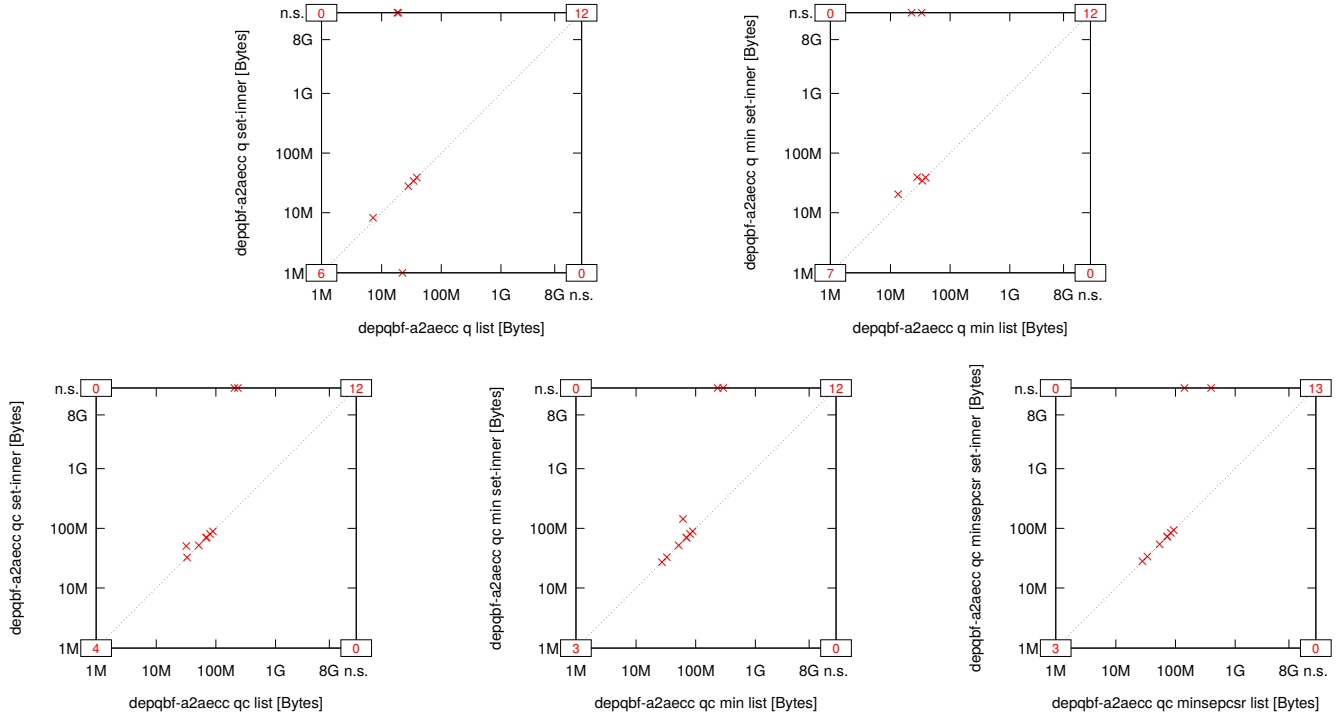 depqbf-a2aecc q set-inner [Bytes]
n.s.
8G
1G
100M
10M
1M
0
12
6
0
1M 10M 100M 1G 8G n.s.
depqbf-a2aecc q list [Bytes]
depqbf-a2aecc q min set-inner [Bytes]
n.s.
8G
1G
100M
10M
1M
0
12
7
0
1M 10M 100M 1G 8G n.s.
depqbf-a2aecc q min list [Bytes]
depqbf-a2aecc qc set-inner [Bytes]
n.s.
8G
1G
100M
10M
1M
0
12
4
0
1M 10M 100M 1G 8G n.s.
depqbf-a2aecc qc list [Bytes]
depqbf-a2aecc qc min set-inner [Bytes]
n.s.
8G
1G
100M
10M
1M
0
12
3
0
1M 10M 100M 1G 8G n.s.
depqbf-a2aecc qc min list [Bytes]
depqbf-a2aecc qc minsepcsr set-inner [Bytes]
n.s.
8G
1G
100M
10M
1M
0
13
3
0
1M 10M 100M 1G 8G n.s.
depqbf-a2aecc qc minsepcsr list [Bytes]